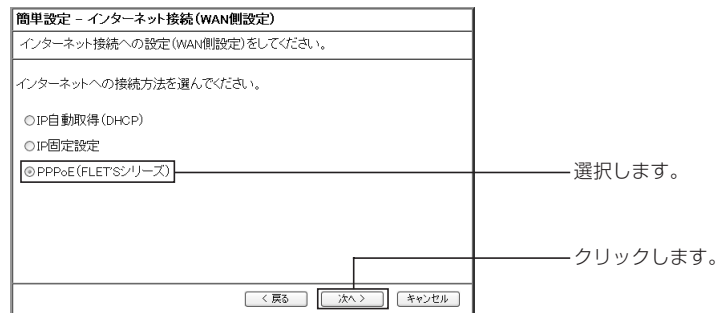 簡単設定 － インターネット接続（WAN側設定）
インターネット接続への設定（WAN側設定）をしてください。
インターネットへの接続方法を選んでください。
○IP自動取得（DHCP）
○IP固定設定
◉PPPoE（FLET'Sシリーズ）
選択します。
クリックします。
< 戻る
次へ >
キャンセル